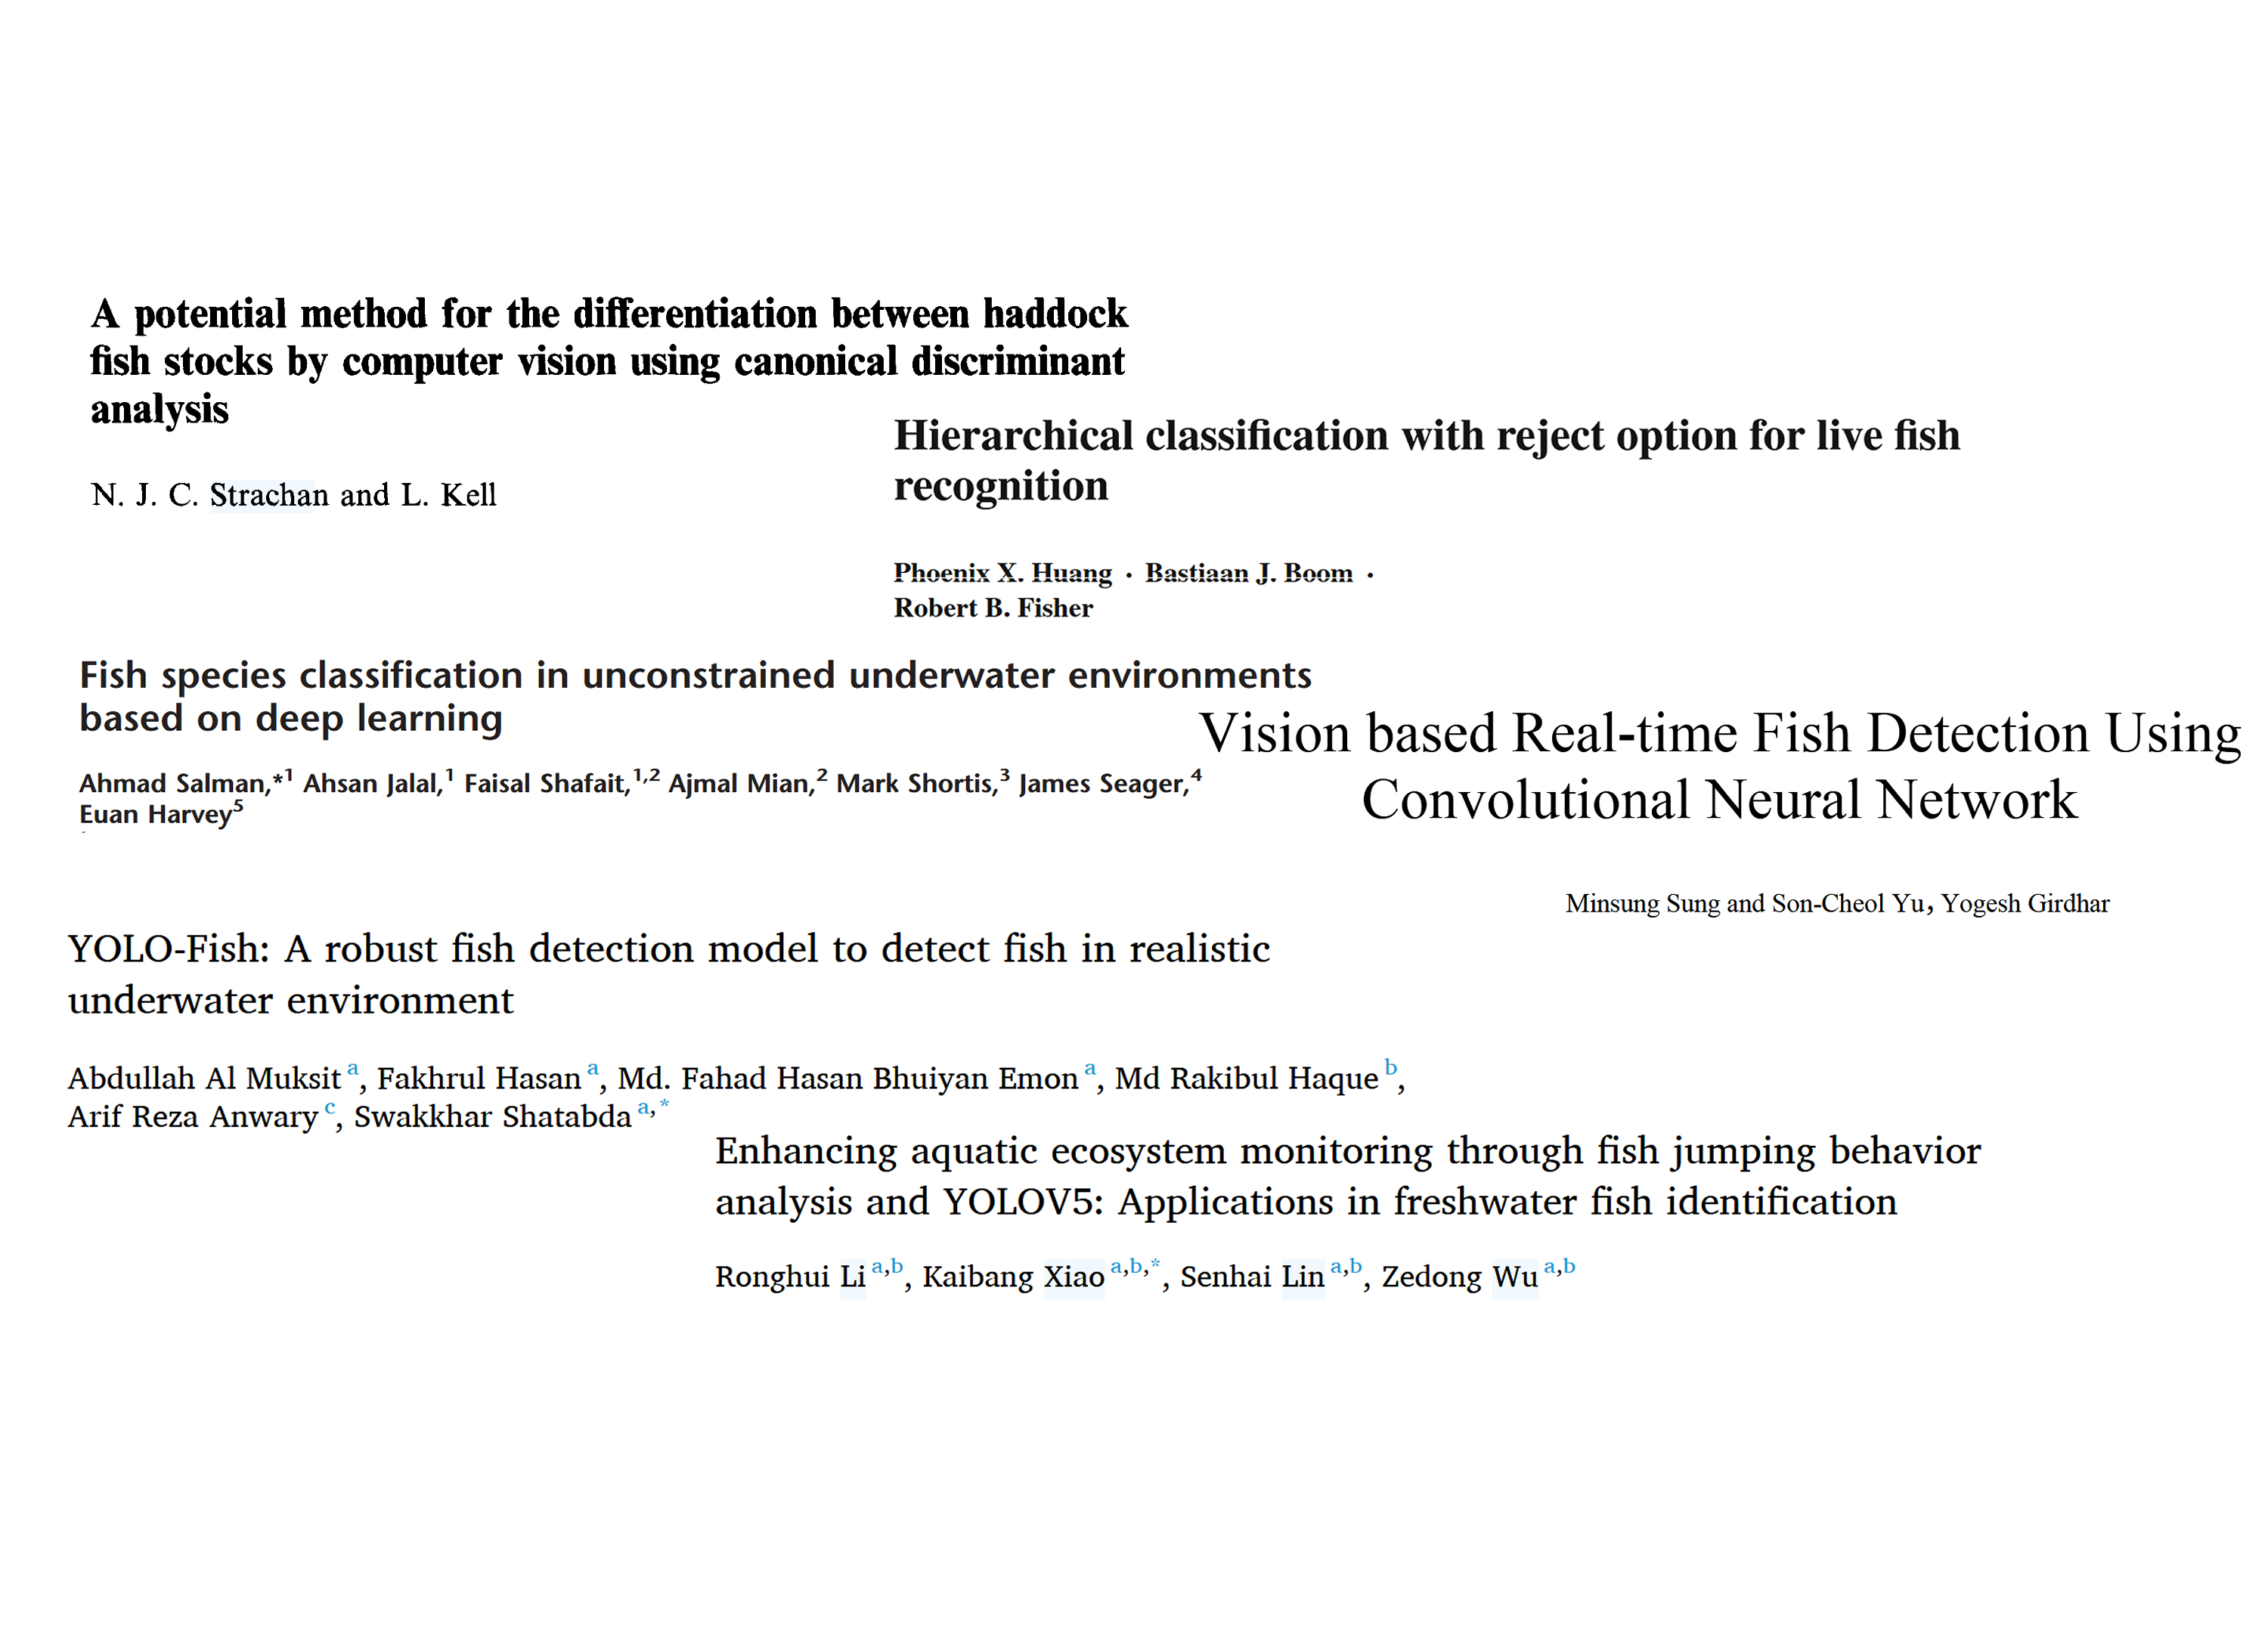 A potential method for the differentiation between haddock
fish stocks by computer vision using canonical discriminant
analysis
N. J. C. Strachan and L. Kell
Hierarchical classification with reject option for live fish
recognition
Phoenix X. Huang · Bastiaan J. Boom ·
Robert B. Fisher
Fish species classification in unconstrained underwater environments
based on deep learning
Ahmad Salman,*1 Ahsan Jalal,1 Faisal Shafait,1,2 Ajmal Mian,2 Mark Shortis,3 James Seager,4
Euan Harvey5
Vision based Real-time Fish Detection Using
Convolutional Neural Network
Minsung Sung and Son-Cheol Yu, Yogesh Girdhar
YOLO-Fish: A robust fish detection model to detect fish in realistic
underwater environment
Abdullah Al Muksit a, Fakhrul Hasan a, Md. Fahad Hasan Bhuiyan Emon a, Md Rakibul Haque b,
Arif Reza Anwary c, Swakkhar Shatabda a,*
Enhancing aquatic ecosystem monitoring through fish jumping behavior
analysis and YOLOV5: Applications in freshwater fish identification
Ronghui Li a,b, Kaibang Xiao a,b,*, Senhai Lin a,b, Zedong Wu a,b